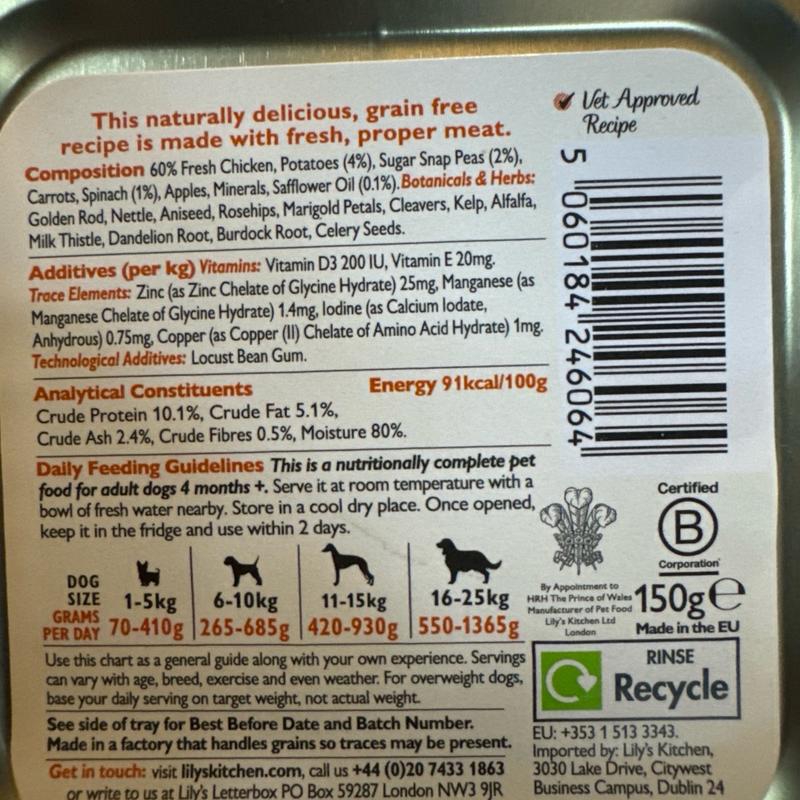 This naturally delicious, grain free
recipe is made with fresh, proper meat.
Composition 60% Fresh Chicken, Potatoes (4%), Sugar Snap Peas (2%),
Carrots, Spinach (1%), Apples, Minerals, Safflower Oil (0.1%). Botanicals & Herbs:
Golden Rod, Nettle, Aniseed, Rosehips, Marigold Petals, Cleavers, Kelp, Alfalfa,
Milk Thistle, Dandelion Root, Burdock Root, Celery Seeds.
Additives (per kg) Vitamins: Vitamin D3 200 IU, Vitamin E 20mg.
Trace Elements: Zinc (as Zinc Chelate of Glycine Hydrate) 25mg, Manganese (as
Manganese Chelate of Glycine Hydrate) 1.4mg, Iodine (as Calcium Iodate,
Anhydrous) 0.75mg, Copper (as Copper (II) Chelate of Amino Acid Hydrate) 1mg.
Technological Additives: Locust Bean Gum.
Analytical Constituents Energy 91kcal/100g
Crude Protein 10.1%, Crude Fat 5.1%,
Crude Ash 2.4%, Crude Fibres 0.5%, Moisture 80%.
Daily Feeding Guidelines This is a nutritionally complete pet
food for adult dogs 4 months +. Serve it at room temperature with a
bowl of fresh water nearby. Store in a cool dry place. Once opened,
keep it in the fridge and use within 2 days.
DOG
SIZE 1-5kg 6-10kg 11-15kg 16-25kg
GRAMS
PER DAY 70-410g 265-685g 420-930g 550-1365g
Use this chart as a general guide along with your own experience. Servings
can vary with age, breed, exercise and even weather. For overweight dogs,
base your daily serving on target weight, not actual weight.
See side of tray for Best Before Date and Batch Number.
Made in a factory that handles grains so traces may be present.
Get in touch: visit lilyskitchen.com, call us +44 (0)20 7433 1863
or write to us at Lily's Letterbox PO Box 59287 London NW3 9JR
Vet Approved
Recipe
5 060184 246064
Certified
B
Corporation
By Appointment to
HRH The Prince of Wales
Manufacturer of Pet Food
Lily's Kitchen Ltd
London
150g℮
Made in the EU
RINSE
Recycle
EU: +353 1 513 3343.
Imported by: Lily's Kitchen,
3030 Lake Drive, Citywest
Business Campus, Dublin 24